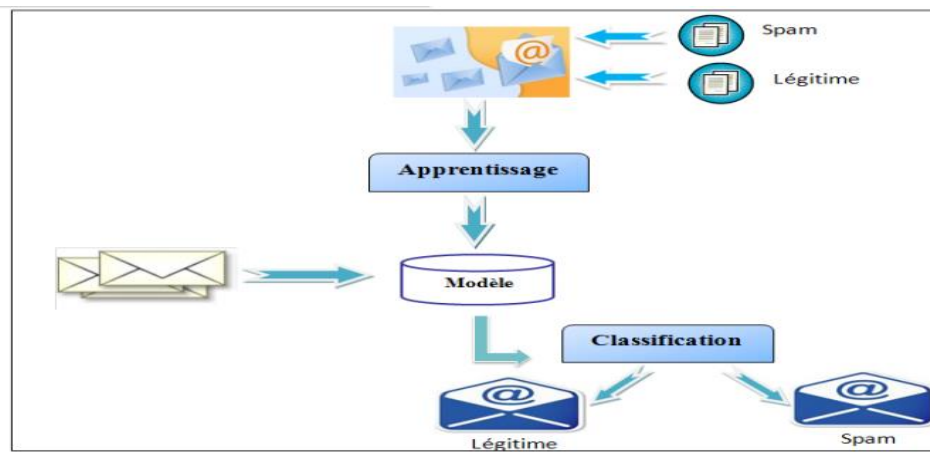 Spam
Légitime
Apprentissage
Modèle
Classification
Légitime
Spam